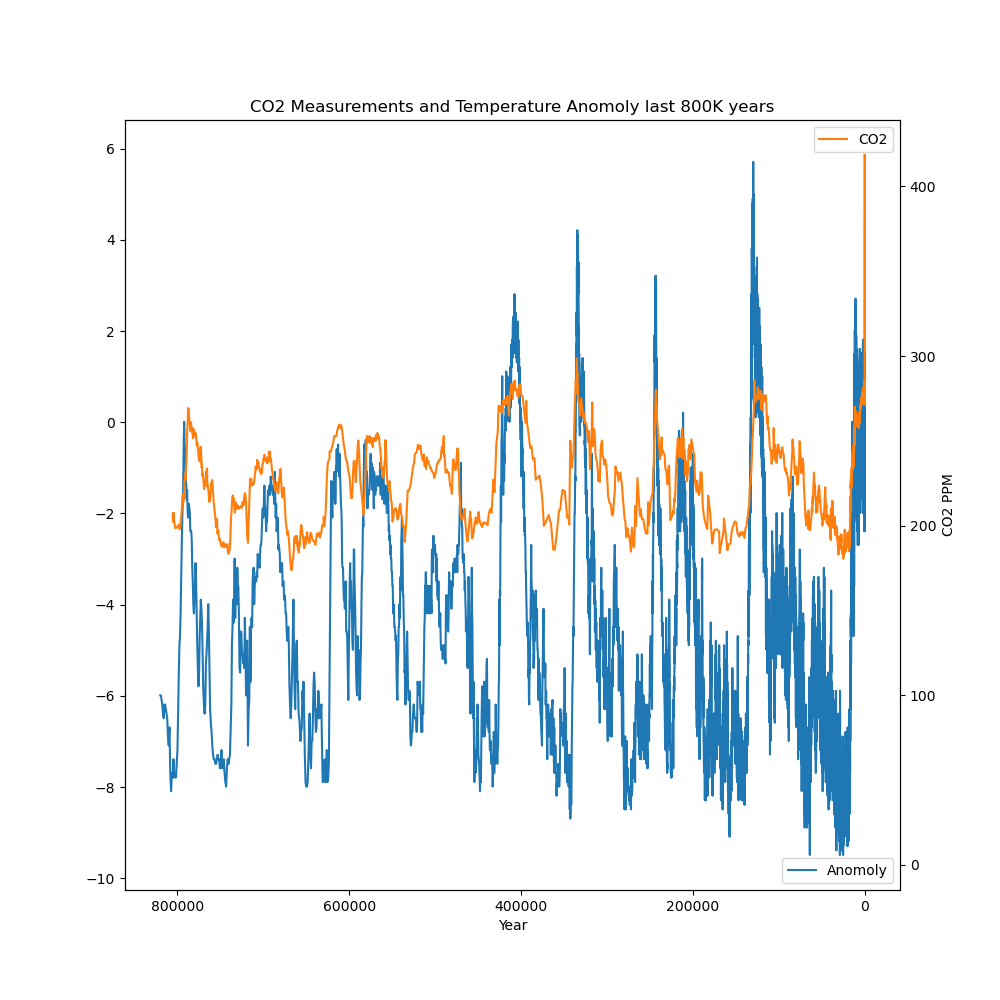 CO2 Measurements and Temperature Anomoly last 800K years
CO2
6
4
2
0
−2
−4
−6
−8
−10
400
300
200
100
0
CO2 PPM
Anomoly
800000 600000 400000 200000 0
Year